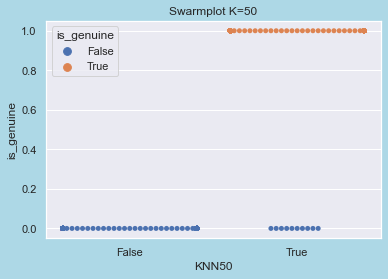 Swarmplot K=50
is_genuine
False
True
1.0
0.8
0.6
0.4
0.2
0.0
is_genuine
False
True
KNN50